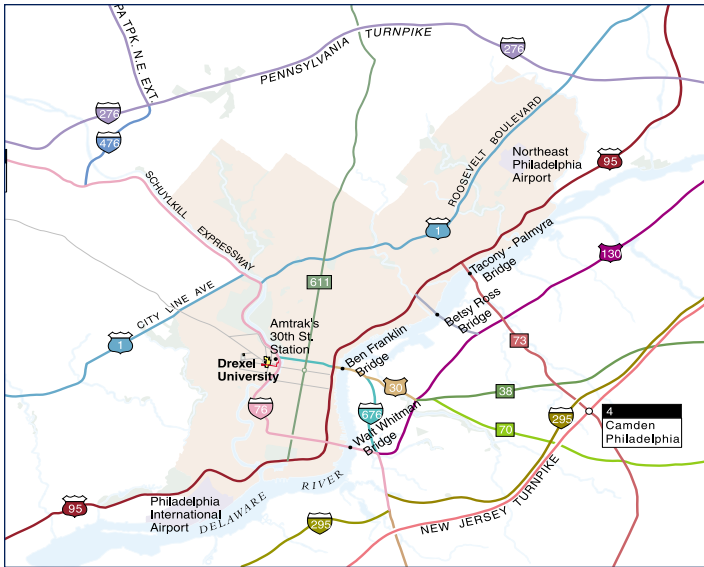 PA TPK. N.E. EXT.
PENNSYLVANIA TURNPIKE
276
276
476
ROOSEVELT BOULEVARD
Northeast
Philadelphia
Airport
95
SCHUYLKILL EXPRESSWAY
1
130
Tacony - Palmyra
Bridge
611
CITY LINE AVE
Betsy Ross
Bridge
Amtrak's
30th St.
Station
73
1
Drexel
University
Ben Franklin
Bridge
30
38
76
676
4
Camden
Philadelphia
295
70
Walt Whitman
Bridge
Philadelphia
International
Airport
95
DELAWARE RIVER
295
NEW JERSEY TURNPIKE